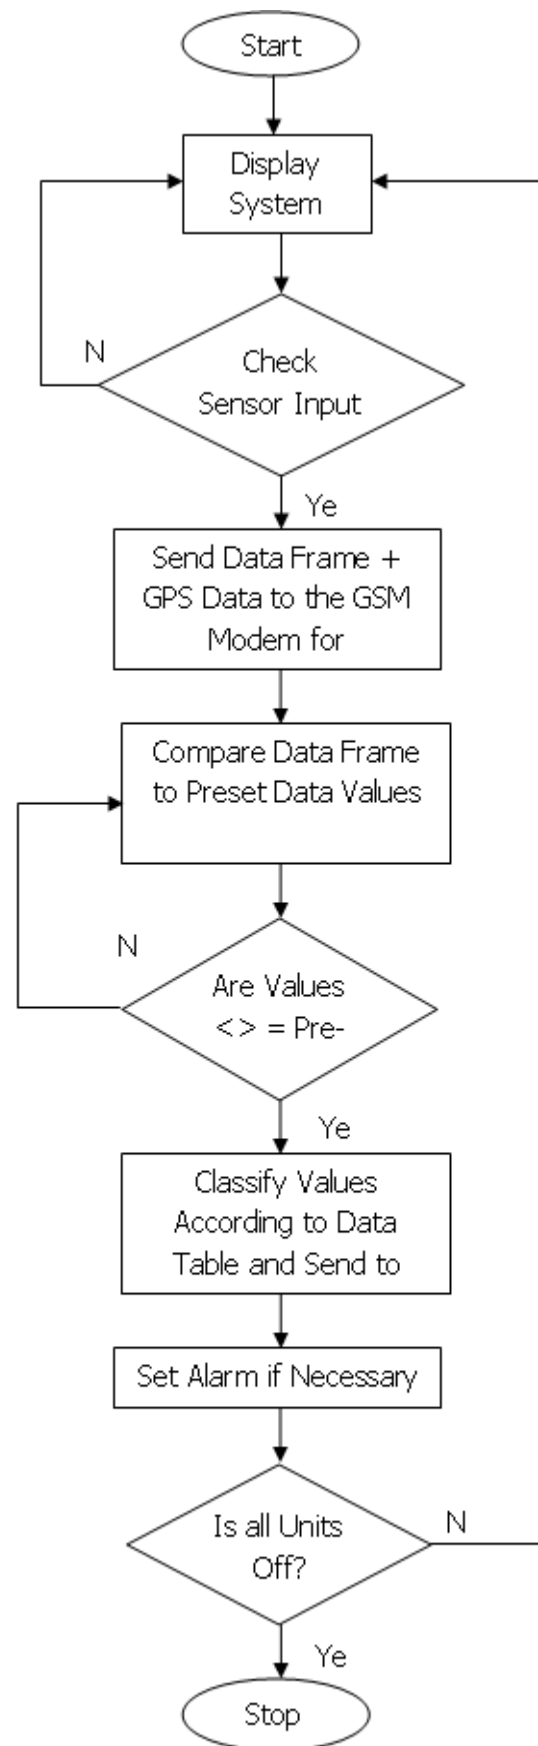 Start
Display
System
N
Check
Sensor Input
Ye
Send Data Frame +
GPS Data to the GSM
Modem for
Compare Data Frame
to Preset Data Values
N
Are Values
<> = Pre-
Ye
Classify Values
According to Data
Table and Send to
Set Alarm if Necessary
Is all Units
Off?
N
Ye
Stop